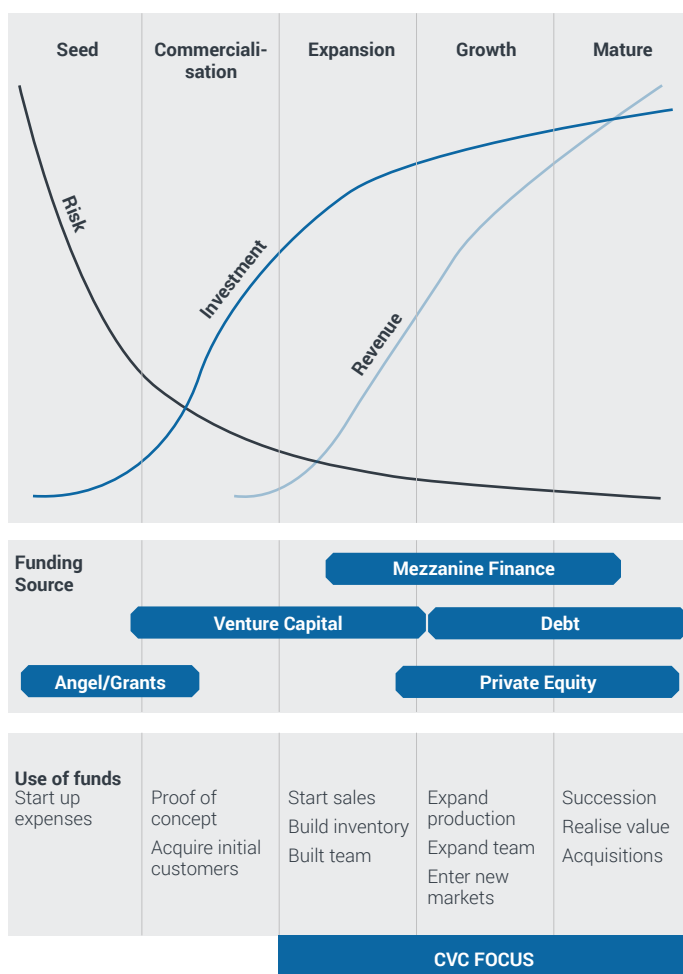 Seed
Commerciali-
sation
Expansion
Growth
Mature
Risk
Investment
Revenue
Funding
Source
Mezzanine Finance
Venture Capital
Debt
Angel/Grants
Private Equity
Use of funds
Start up
expenses
Proof of
concept
Acquire initial
customers
Start sales
Build inventory
Built team
Expand
production
Expand team
Enter new
markets
Succession
Realise value
Acquisitions
CVC FOCUS